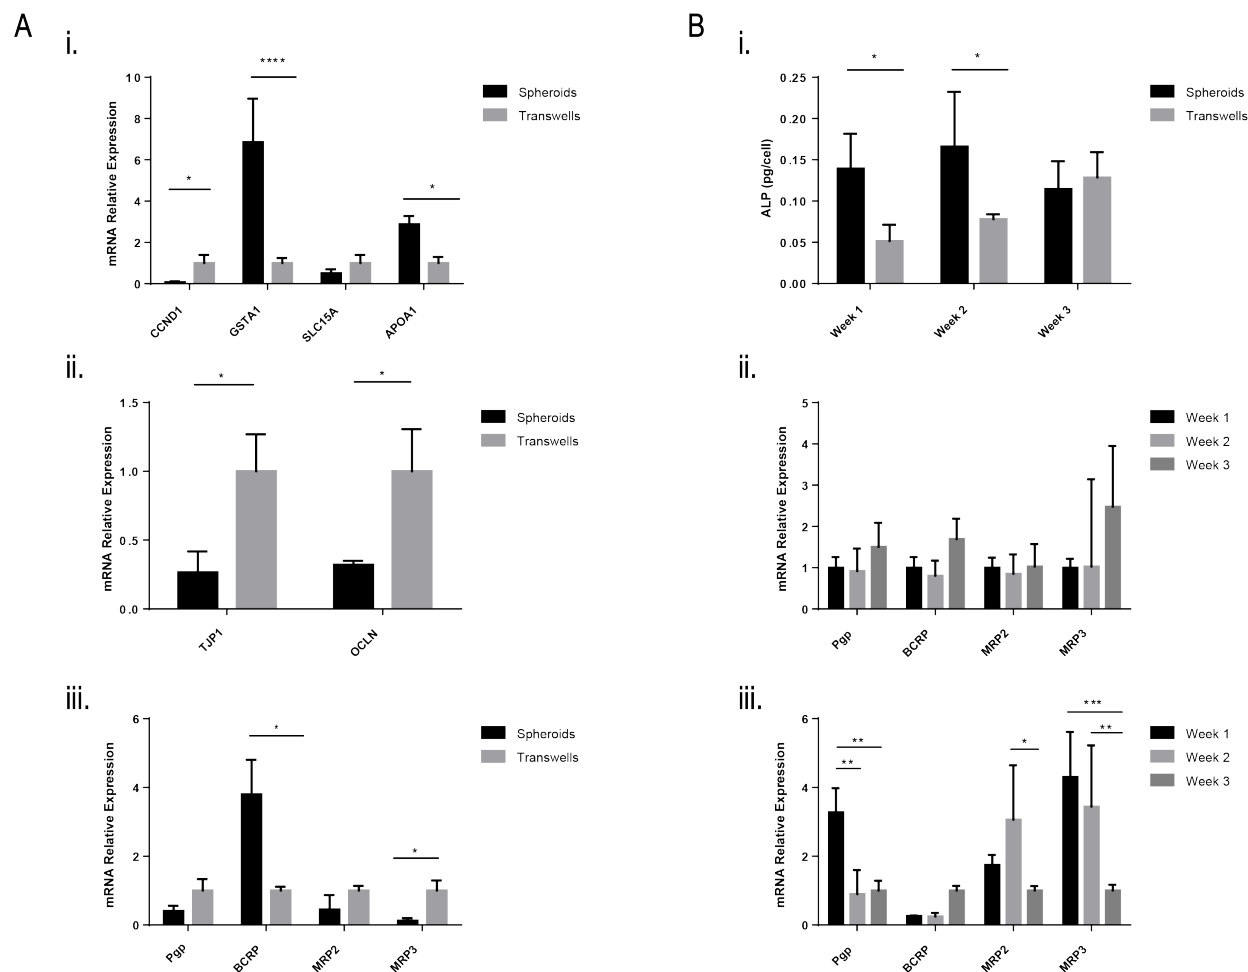 A
i.
****
*
*
10
8
6
4
2
0
mRNA Relative Expression
CCND1
GSTA1
SLC15A
APOA1
Spheroids
Transwells
ii.
*
*
1.5
1.0
0.5
0.0
mRNA Relative Expression
TJP1
OCLN
Spheroids
Transwells
iii.
*
*
6
4
2
0
mRNA Relative Expression
Pgp
BCRP
MRP2
MRP3
Spheroids
Transwells
B
i.
*
*
0.25
0.20
0.15
0.10
0.05
0.00
ALP (pg/cell)
Week 1
Week 2
Week 3
Spheroids
Transwells
ii.
5
4
3
2
1
0
mRNA Relative Expression
Pgp
BCRP
MRP2
MRP3
Week 1
Week 2
Week 3
iii.
***
**
*
**
**
6
4
2
0
mRNA Relative Expression
Pgp
BCRP
MRP2
MRP3
Week 1
Week 2
Week 3